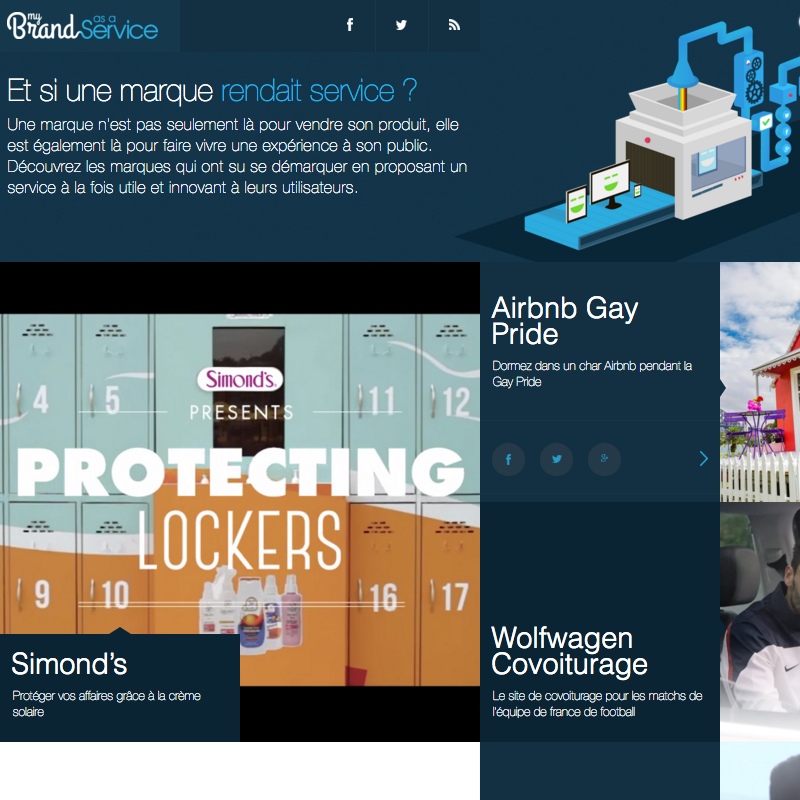 my
Brand as a
Service
Et si une marque rendait service ?
Une marque n'est pas seulement là pour vendre son produit, elle
est également là pour faire vivre une expérience à son public.
Découvrez les marques qui ont su se démarquer en proposant un
service à la fois utile et innovant à leurs utilisateurs.
Simond's
PRESENTS
PROTECTING
LOCKERS
4
5
11
12
9
10
16
17
Simond's
Protéger vos affaires grâce à la crème
solaire
Airbnb Gay
Pride
Dormez dans un char Airbnb pendant la
Gay Pride
Wolfwagen
Covoiturage
Le site de covoiturage pour les matchs de
l'équipe de france de football